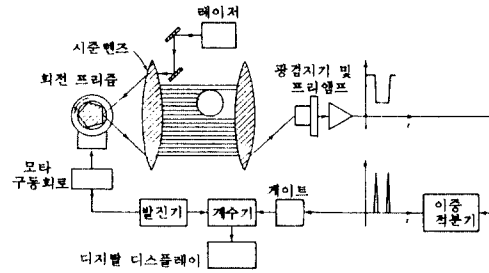 레이저
시준렌즈
회전 프리즘
광검지기 및
프리앰프
모타
구동회로
발진기
계수기
게이트
이중
적분기
디지탈 디스플레이
t
t